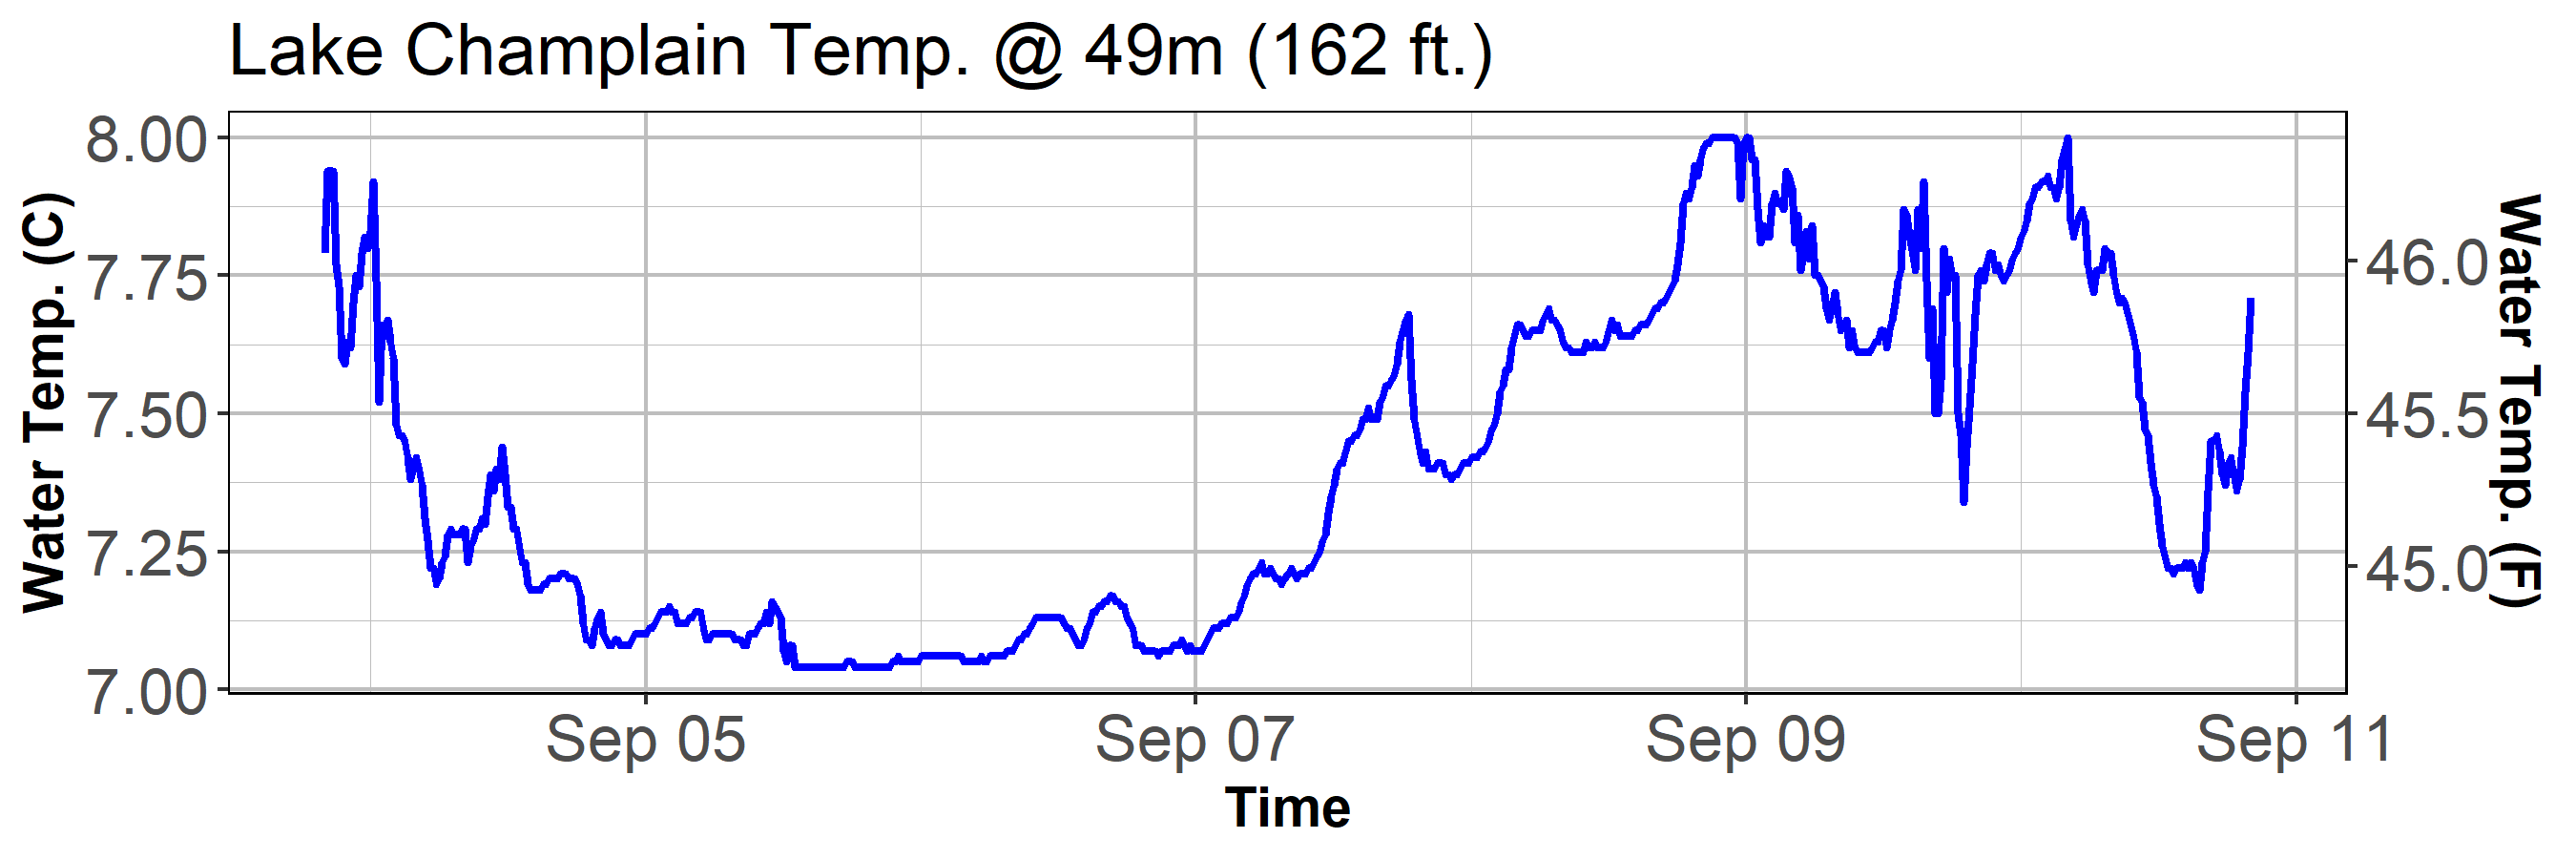 Lake Champlain Temp. @ 49m (162 ft.)
Water Temp. (C)
8.00
7.75
7.50
7.25
7.00
46.0
45.5
45.0
Water Temp. (F)
Sep 05 Sep 07 Sep 09 Sep 11
Time